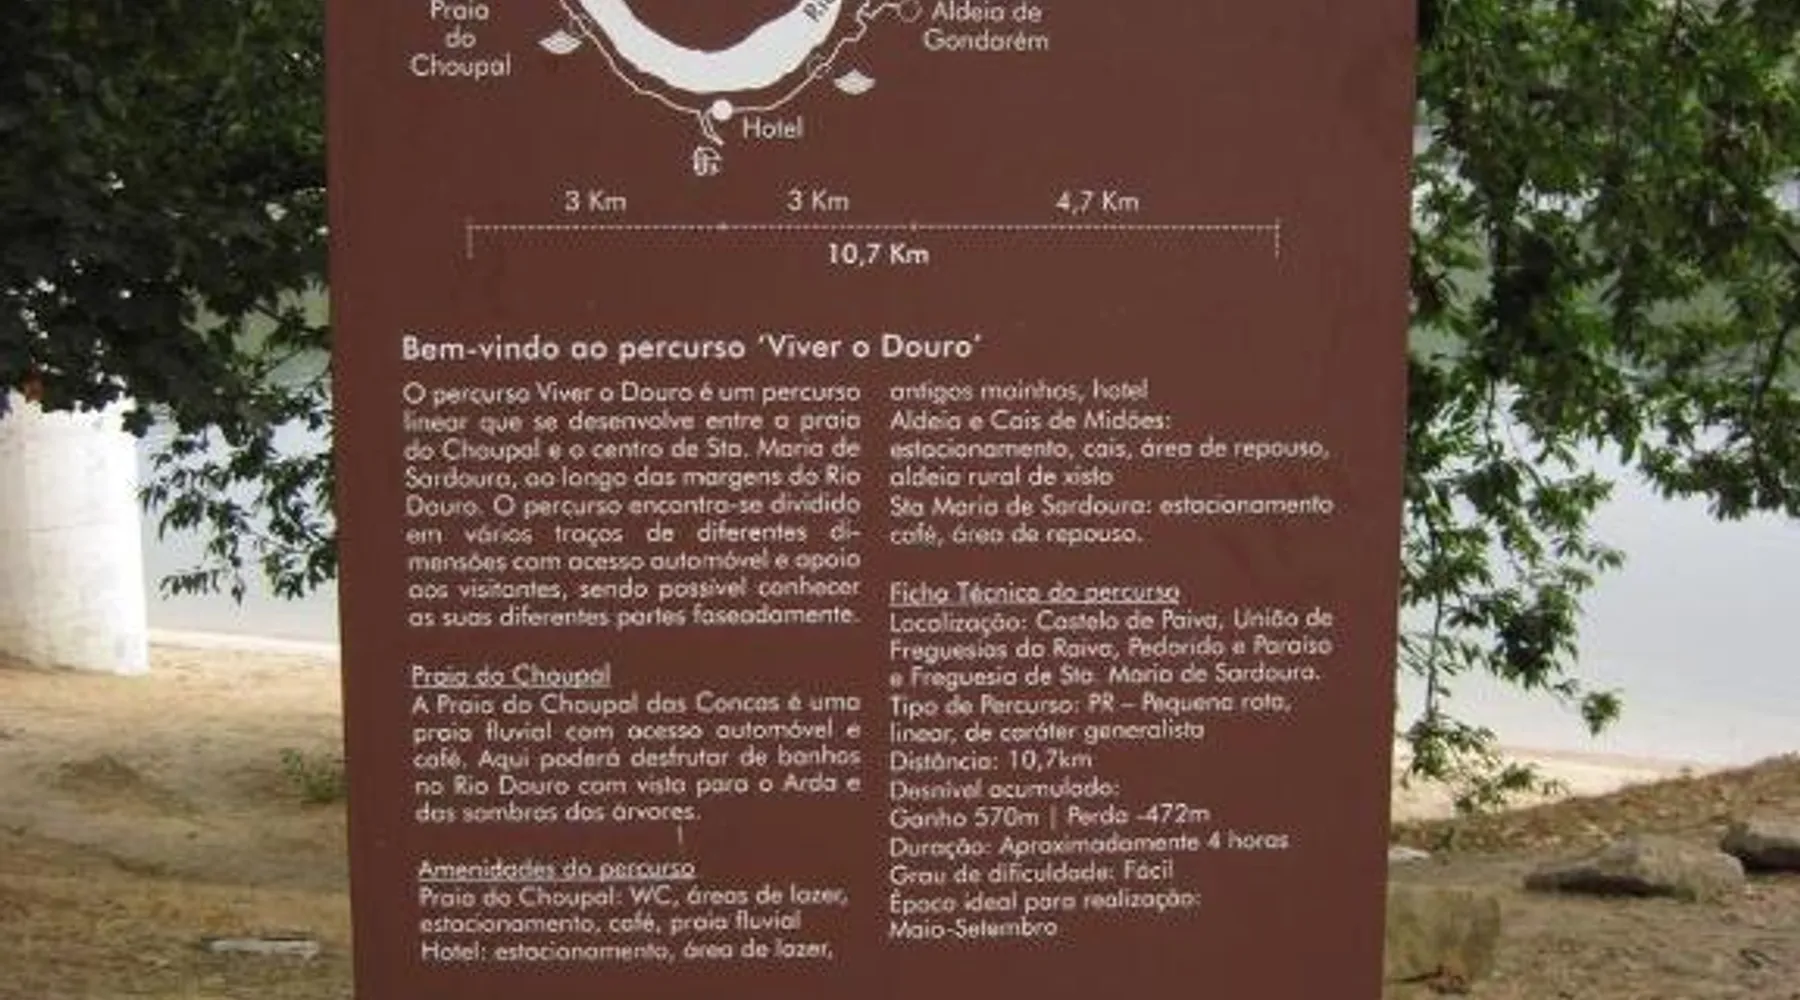 Praia
do
Choupal
Aldeia de
Gondarém
Hotel
3 Km 3 Km 4,7 Km
10,7 Km
Bem-vindo ao percurso ‘Viver o Douro’
O percurso Viver o Douro é um percurso
linear que se desenvolve entre a praia
do Choupal e o centro de Sta. Maria de
Sardoura, ao longo das margens do Rio
Douro. O percurso encontra-se dividido
em vários troços de diferentes di-
mensões com acesso automóvel e apoio
aos visitantes, sendo possível conhecer
as suas diferentes partes faseadamente.
Praia do Choupal
A Praia do Choupal das Concas é uma
praia fluvial com acesso automóvel e
café. Aqui poderá desfrutar de banhos
no Rio Douro com vista para o Arda e
das sombras das árvores.
Amenidades do percurso
Praia do Choupal: WC, áreas de lazer,
estacionamento, café, praia fluvial
Hotel: estacionamento, área de lazer,
antigos moinhos, hotel
Aldeia e Cais de Midões:
estacionamento, cais, área de repouso,
aldeia rural de xisto
Sta Maria de Sardoura: estacionamento
café, área de repouso.
Ficha Técnica do percurso
Localização: Castelo de Paiva, União de
Freguesias da Raiva, Pedorido e Paraíso
e Freguesia de Sta. Maria de Sardoura.
Tipo de Percurso: PR – Pequena rota,
linear, de caráter generalista
Distância: 10,7km
Desnível acumulado:
Ganho 570m | Perda -472m
Duração: Aproximadamente 4 horas
Grau de dificuldade: Fácil
Época ideal para realização:
Maio-Setembro